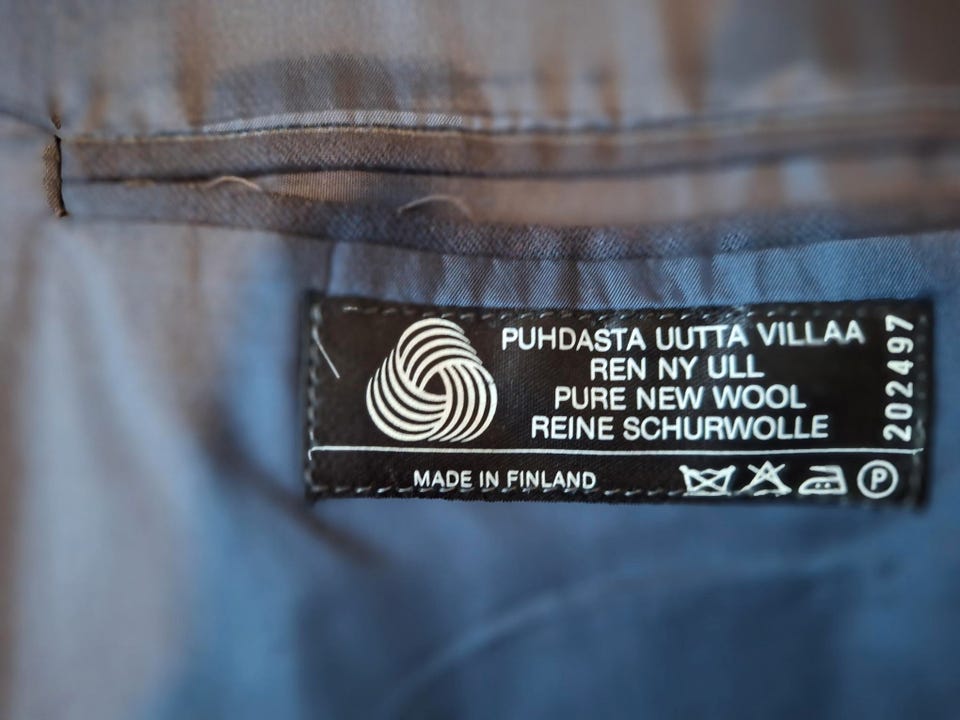 PUHDASTA UUTTA VILLAA
REN NY ULL
PURE NEW WOOL
REINE SCHURWOLLE
202497
MADE IN FINLAND
P